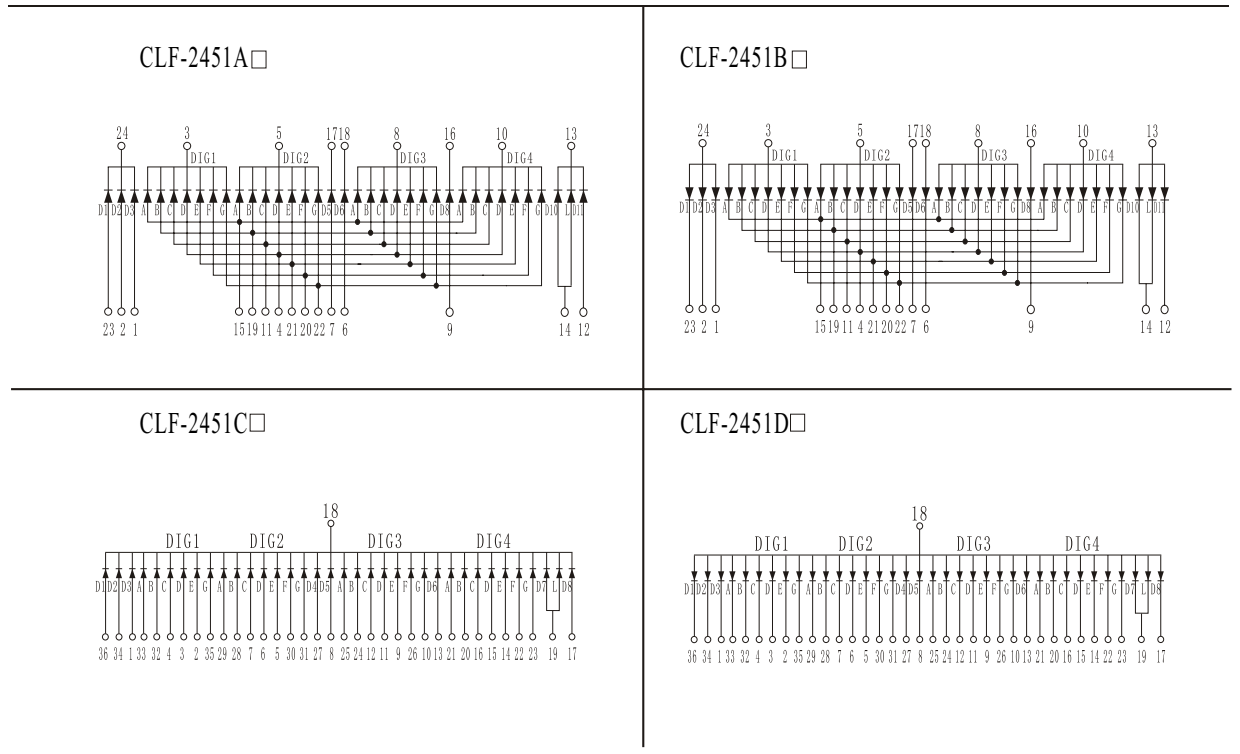 CLF-2451A□
24 3 5 1718 8 16 10 13
DIG1 DIG2 DIG3 DIG4
D1 D2 D3 A B C D E F G A B C D E F G D5 D6 A B C D E F G D8 A B C D E F G D10 L D11
23 2 1 15 19 11 4 21 20 22 7 6 9 14 12
CLF-2451B□
24 3 5 1718 8 16 10 13
DIG1 DIG2 DIG3 DIG4
D1 D2 D3 A B C D E F G A B C D E F G D5 D6 A B C D E F G D8 A B C D E F G D10 L D11
23 2 1 15 19 11 4 21 20 22 7 6 9 14 12
CLF-2451C□
18
DIG1 DIG2 DIG3 DIG4
D1 D2 D3 A B C D E G A B C D E F G D4 D5 A B C D E F G D6 A B C D E F G D7 L D8
36 34 1 33 32 4 3 2 35 29 28 7 6 5 30 31 27 8 25 24 12 11 9 26 10 13 21 20 16 15 14 22 23 19 17
CLF-2451D□
18
DIG1 DIG2 DIG3 DIG4
D1 D2 D3 A B C D E G A B C D E F G D4 D5 A B C D E F G D6 A B C D E F G D7 L D8
36 34 1 33 32 4 3 2 35 29 28 7 6 5 30 31 27 8 25 24 12 11 9 26 10 13 21 20 16 15 14 22 23 19 17